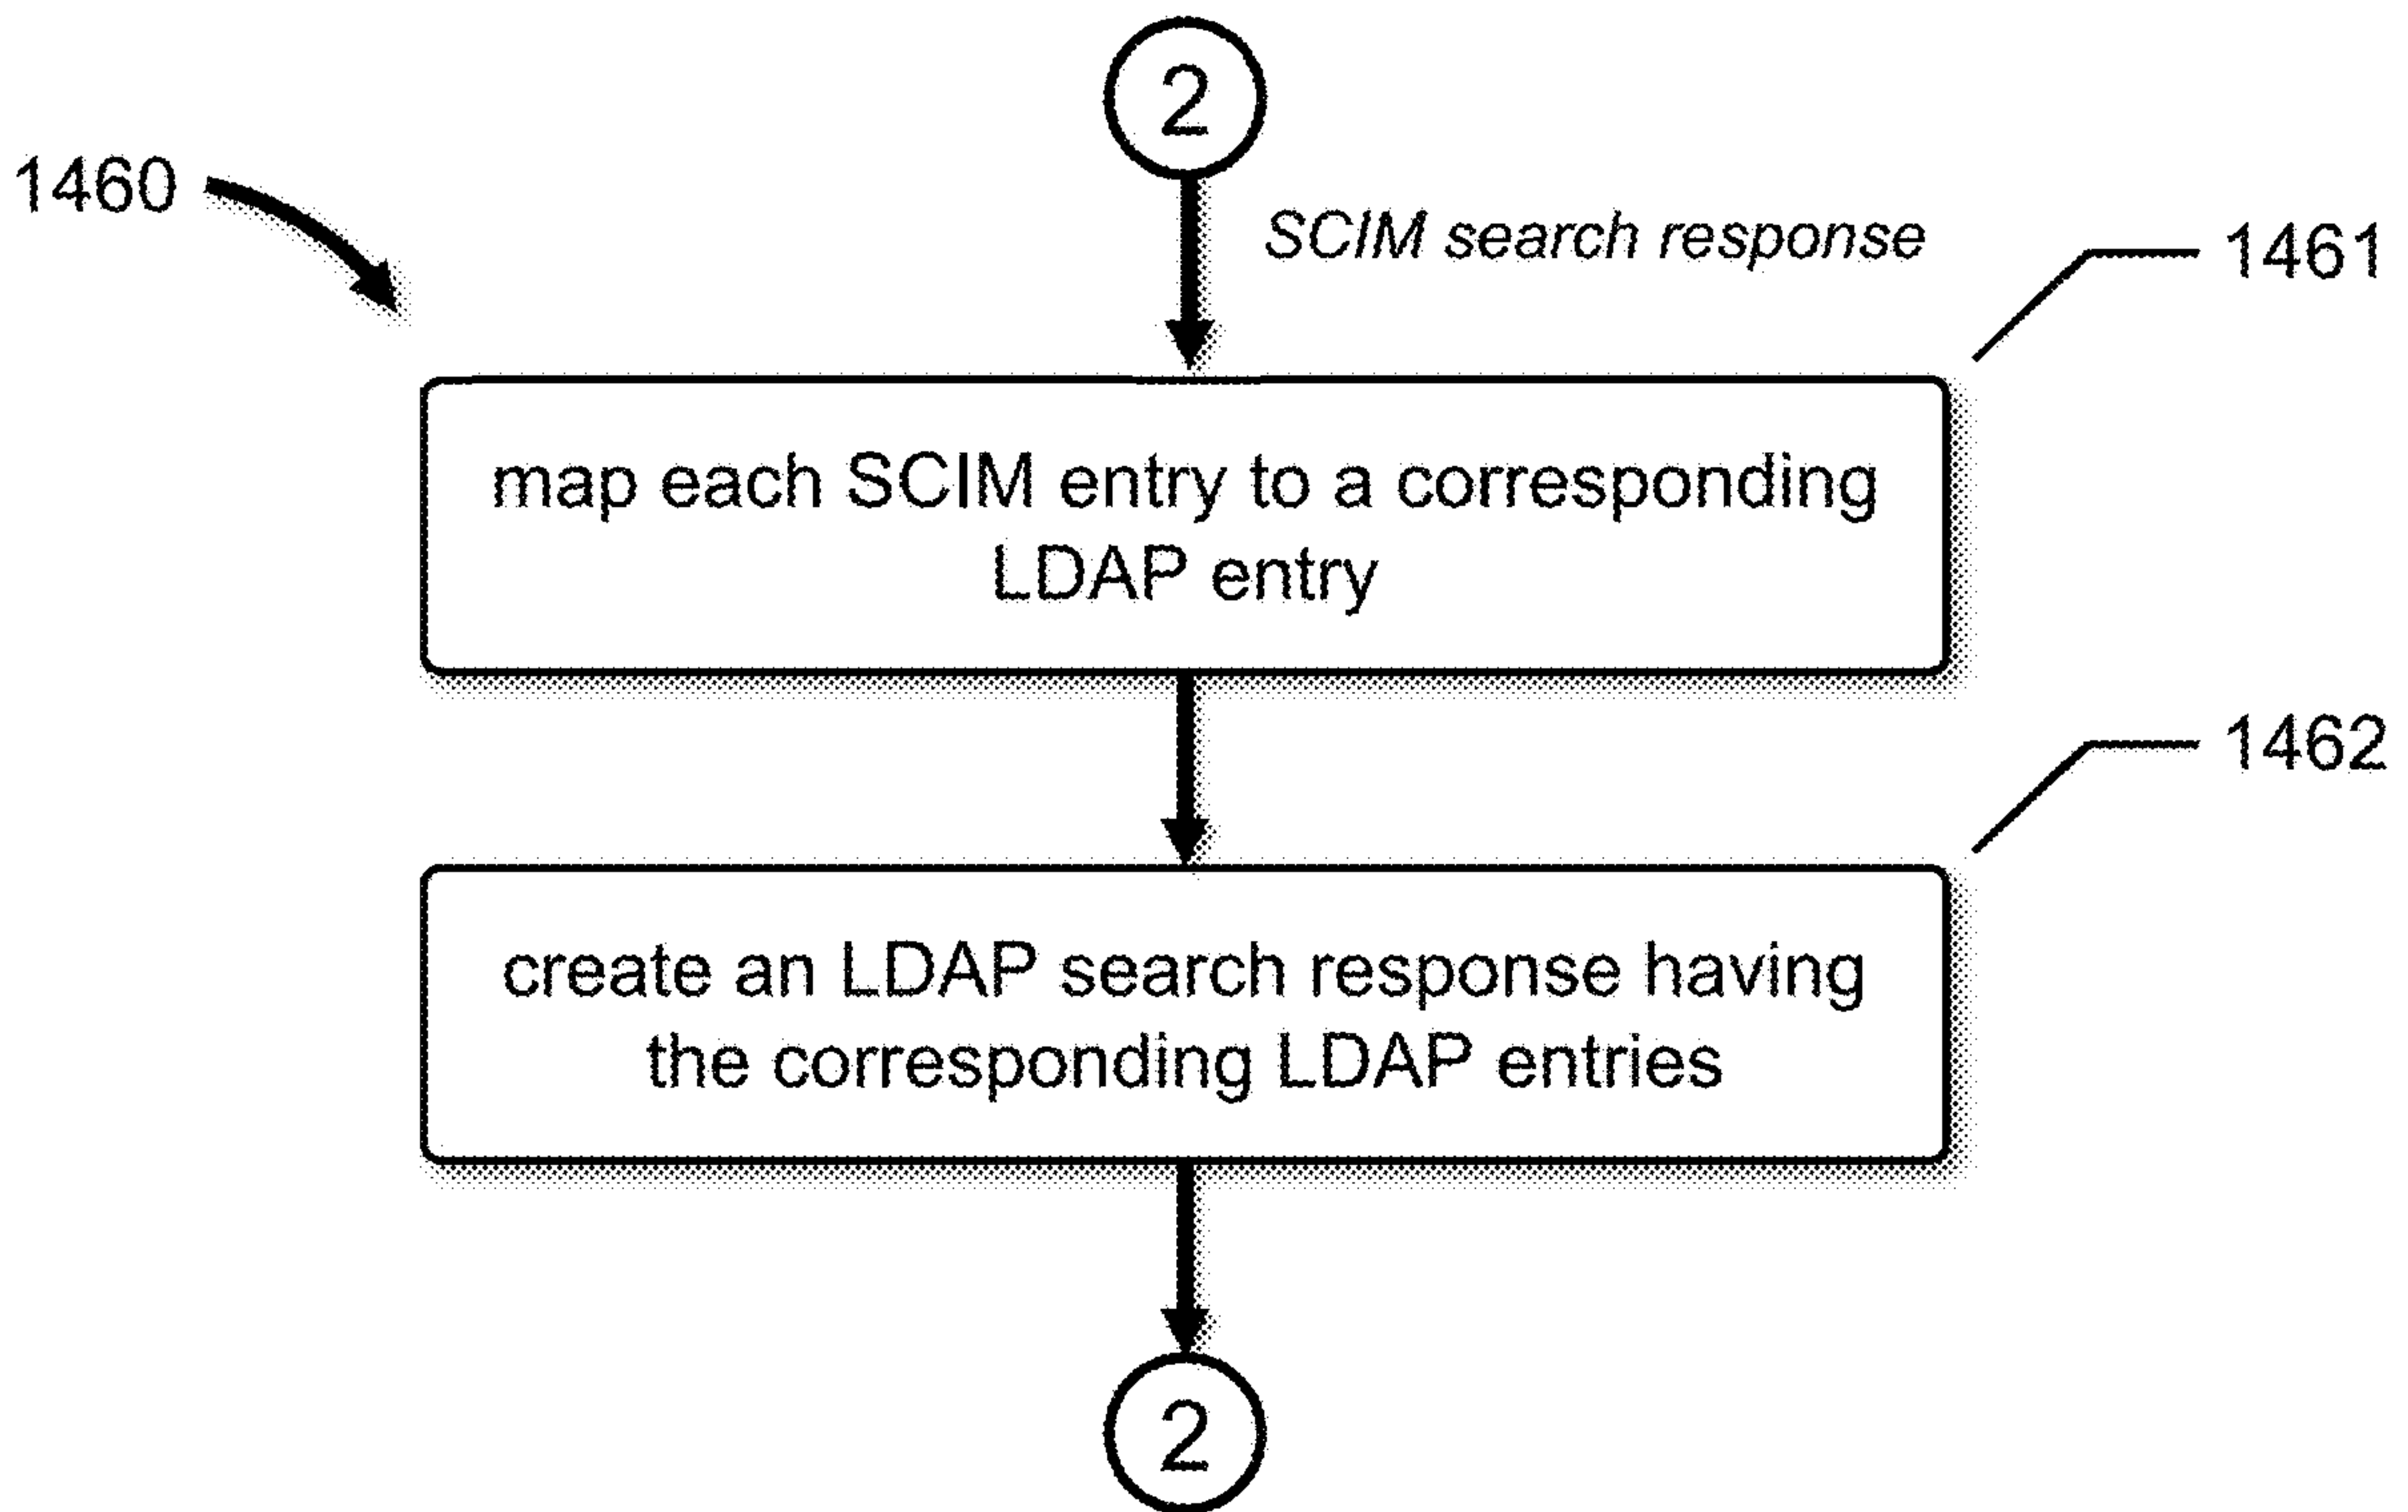 2
1460
SCIM search response
1461
map each SCIM entry to a corresponding
LDAP entry
1462
create an LDAP search response having
the corresponding LDAP entries
2